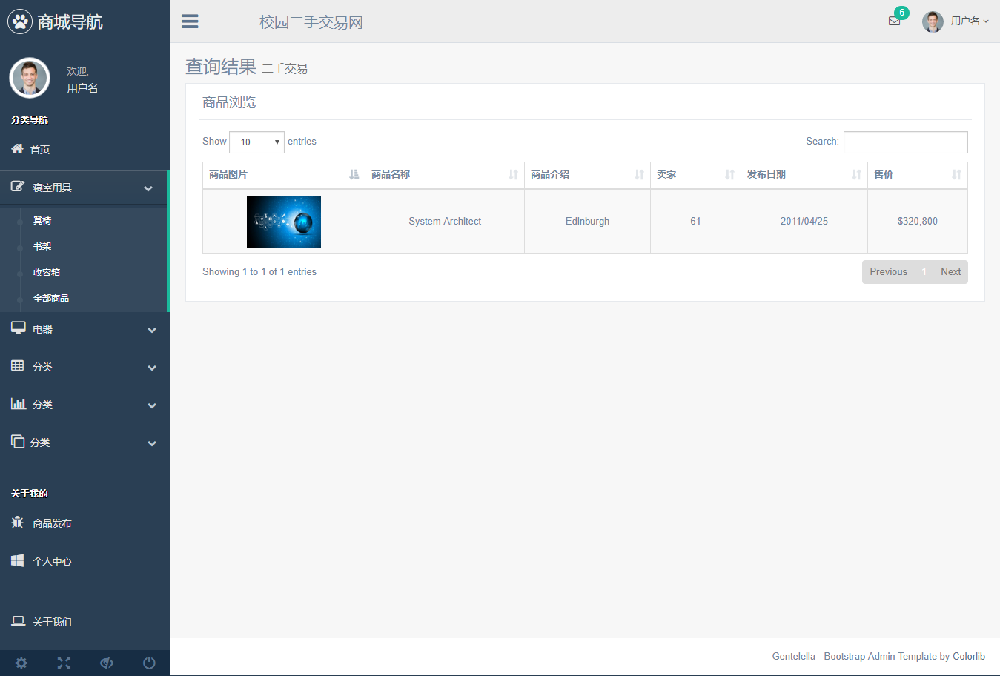 商城导航
欢迎,
用户名
分类导航
首页
寝室用具
凳椅
书架
收容箱
全部商品
电器
分类
分类
分类
关于我的
商品发布
个人中心
关于我们
校园二手交易网
6
用户名
查询结果 二手交易
商品浏览
Show 10 entries
Search:
商品图片 商品名称 商品介绍 卖家 发布日期 售价
System Architect Edinburgh 61 2011/04/25 $320,800
Showing 1 to 1 of 1 entries
Previous 1 Next
Gentelella - Bootstrap Admin Template by Colorlib